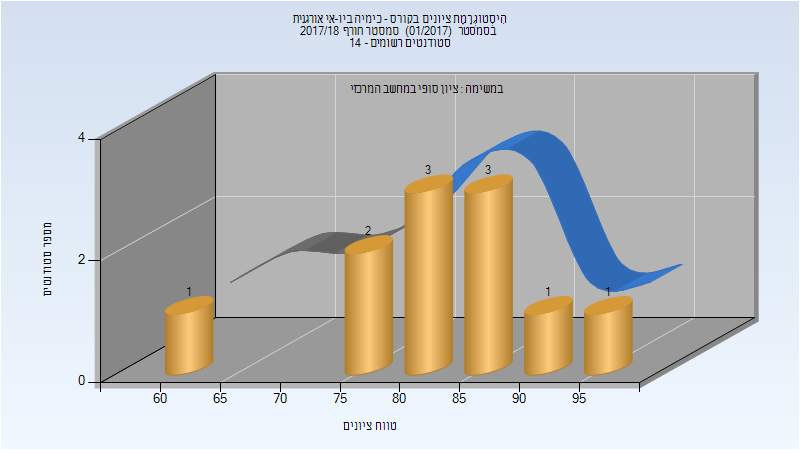 היסטוגרמת ציונים בקורס - כימיה ביו-אי אורגנית
בסמסטר (01/2017) סמסטר חורף 2017/18
סטודנטים רשומים - 14
במשימה : ציון סופי במחשב המרכזי
מספר סטודנטים
4
2
0
1
2
3
3
1
1
60
65
70
75
80
85
90
95
טווח ציונים